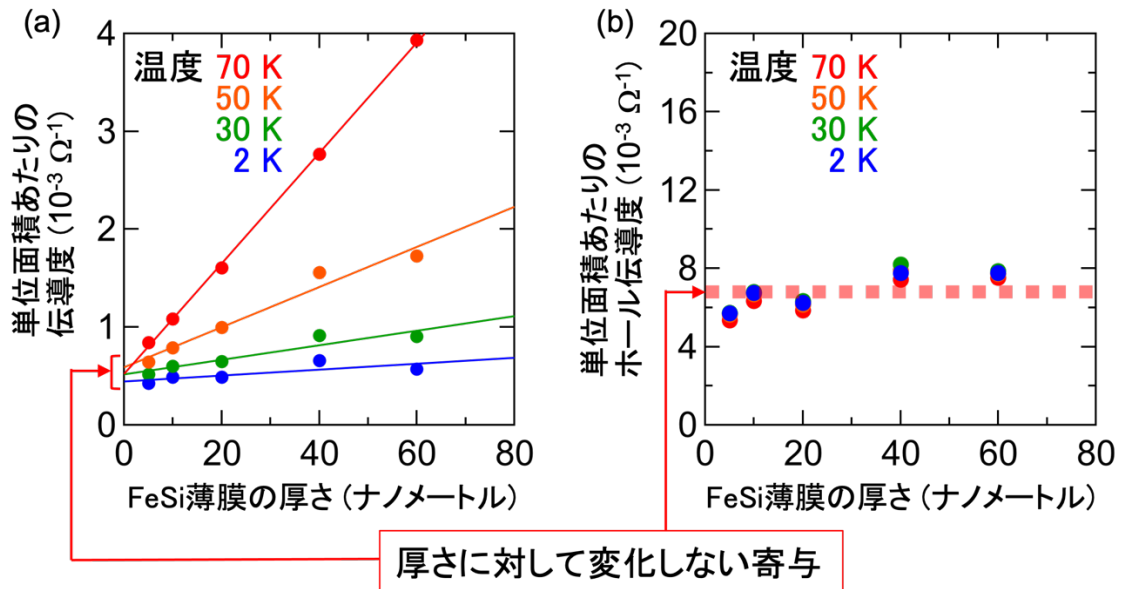 (a)
温度 70 K
50 K
30 K
2 K
単位面積あたりの
伝導度 (10-3 Ω-1)
4
4
2
1
0
0 20 40 60 80
FeSi薄膜の厚さ (ナノメートル)
(b)
温度 70 K
50 K
30 K
2 K
単位面積あたりの
ホール伝導度 (10-3 Ω-1)
20
16
12
8
4
0
0 20 40 60 80
FeSi薄膜の厚さ (ナノメートル)
厚さに対して変化しない寄与